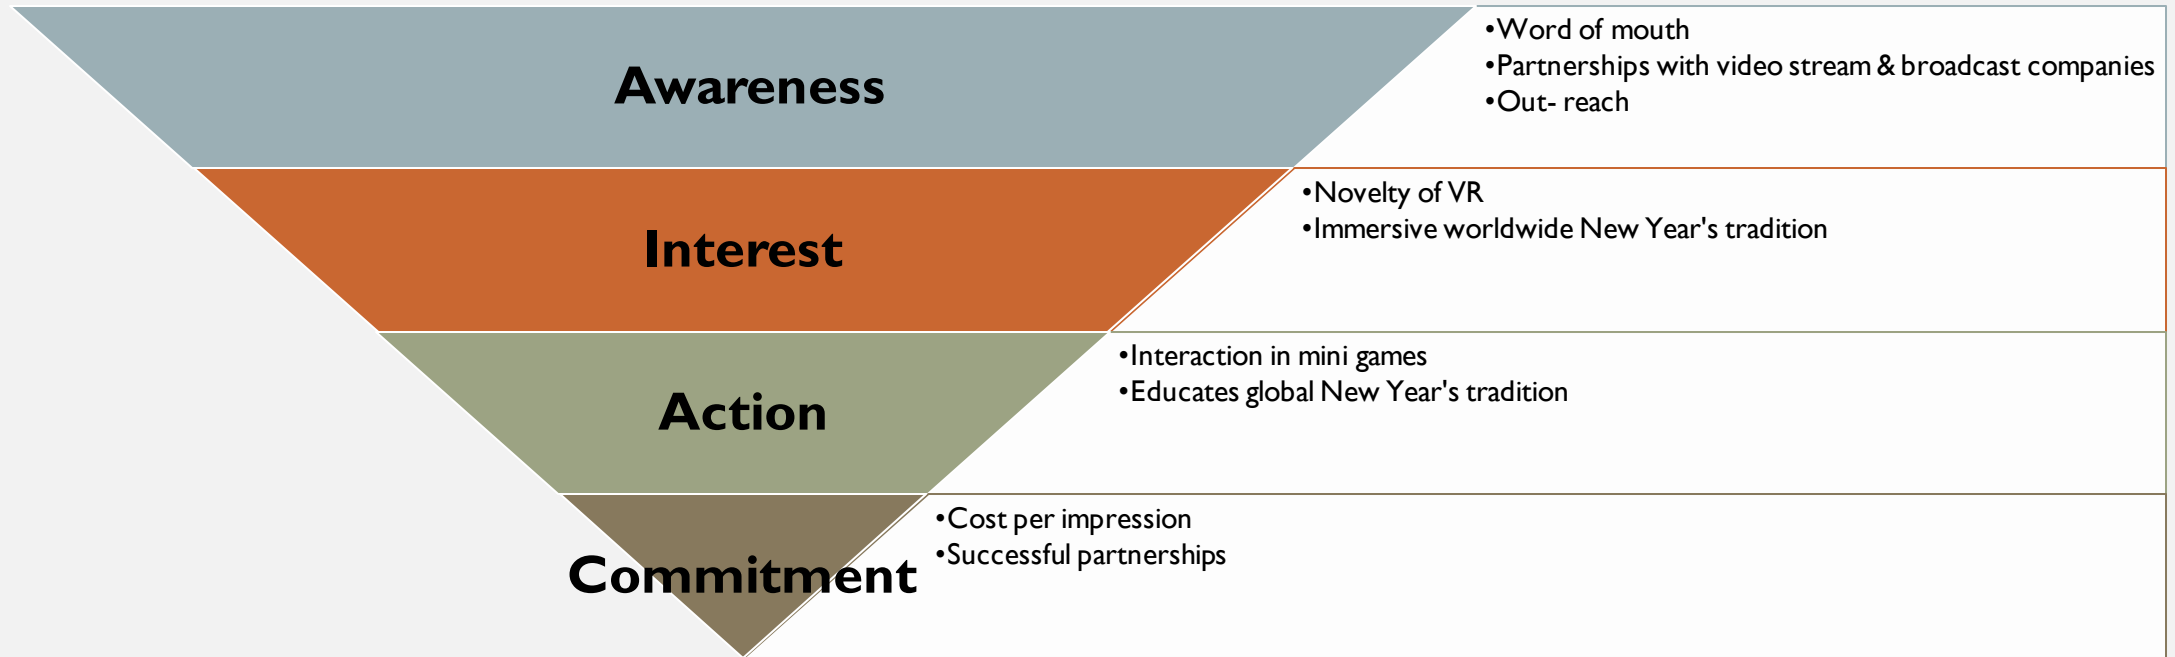 Awareness
•Word of mouth
•Partnerships with video stream & broadcast companies
•Out- reach
Interest
•Novelty of VR
•Immersive worldwide New Year's tradition
Action
•Interaction in mini games
•Educates global New Year's tradition
Commitment
•Cost per impression
•Successful partnerships